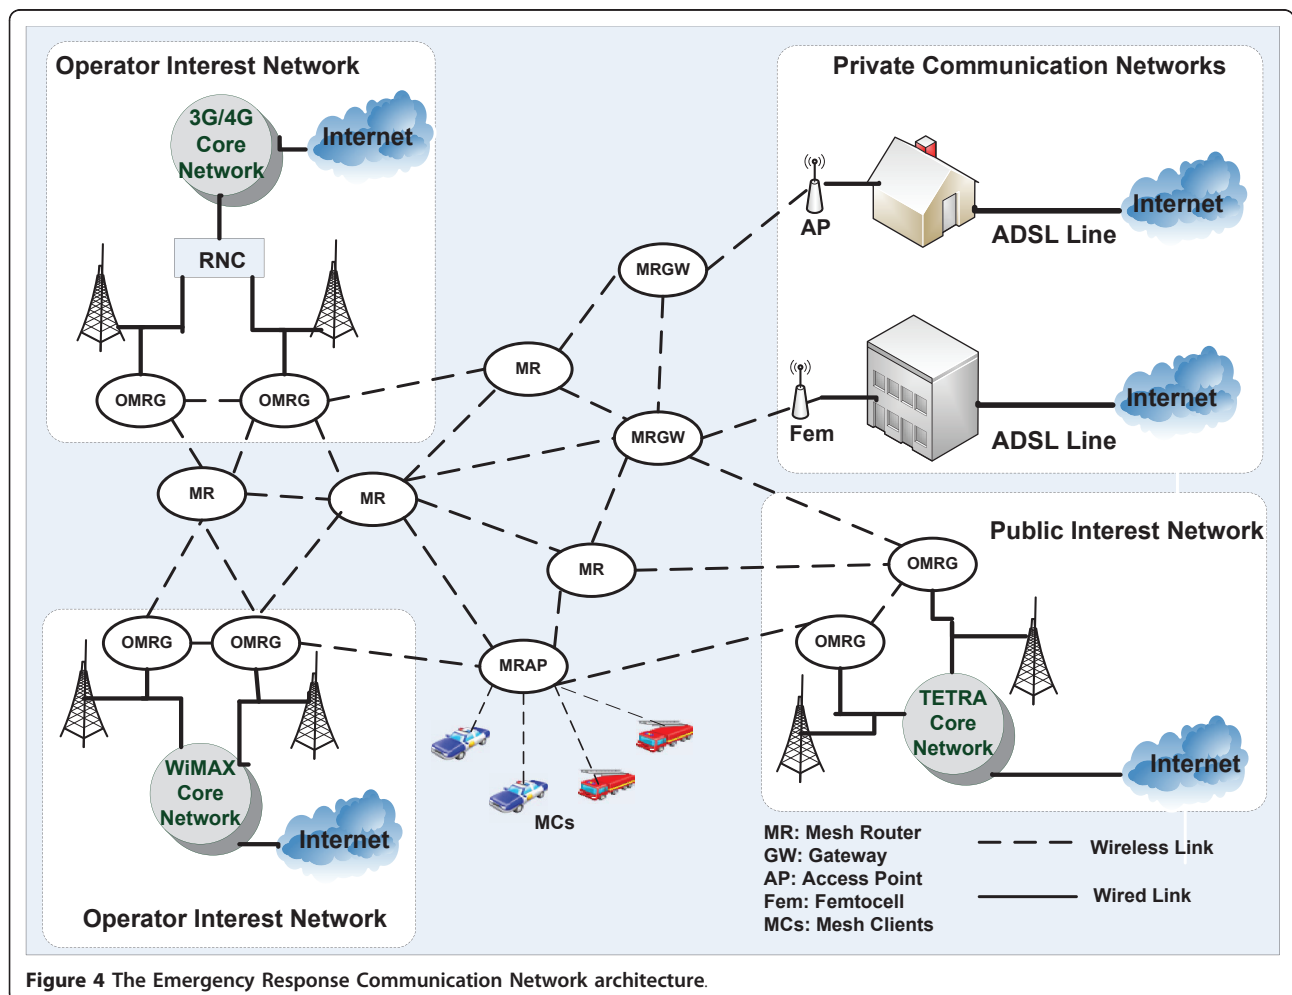 Operator Interest Network
3G/4G
Core
Network
Internet
RNC
OMRG
OMRG
Private Communication Networks
AP
ADSL Line
Internet
Fem
ADSL Line
Internet
MRGW
MR
MRGW
MR
MR
MR
Public Interest Network
OMRG
OMRG
TETRA
Core
Network
Internet
OMRG
OMRG
WiMAX
Core
Network
Internet
Operator Interest Network
MRAP
MCs
MR: Mesh Router
GW: Gateway
AP: Access Point
Fem: Femtocell
MCs: Mesh Clients
Wireless Link
Wired Link
Figure 4 The Emergency Response Communication Network architecture.